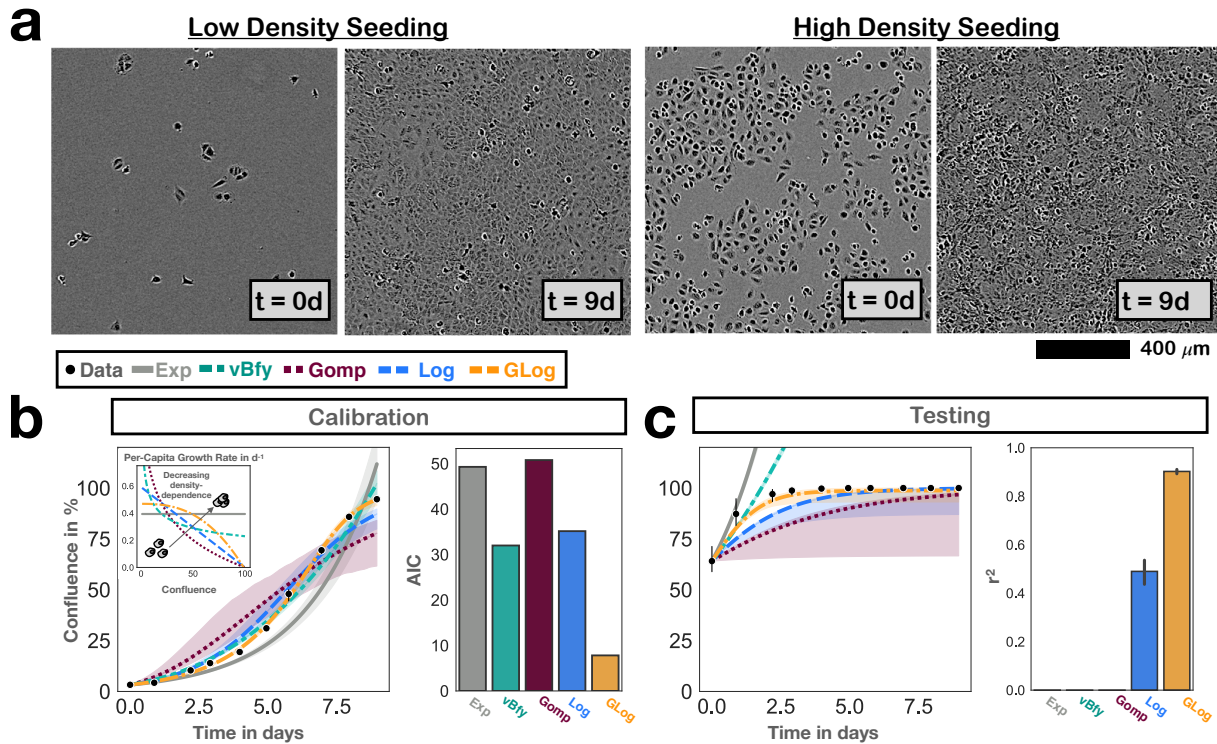 a
Low Density Seeding
High Density Seeding
t = 0d
t = 9d
t = 0d
t = 9d
400 μm
Data Exp vBfy Gomp Log GLog
b
Calibration
Per-Capita Growth Rate in d-1
Decreasing
density-
dependence
0.6
0.4
0.2
0.0
0 50 100
Confluence
100
75
50
25
0
Confluence in %
0.0 2.5 5.0 7.5
Time in days
50
40
30
20
10
0
AIC
Exp vBfy Gomp Log GLog
c
Testing
100
75
50
25
0
0.0 2.5 5.0 7.5
Time in days
1.0
0.8
0.6
0.4
0.2
0.0
r²
Exp vBfy Gomp Log GLog